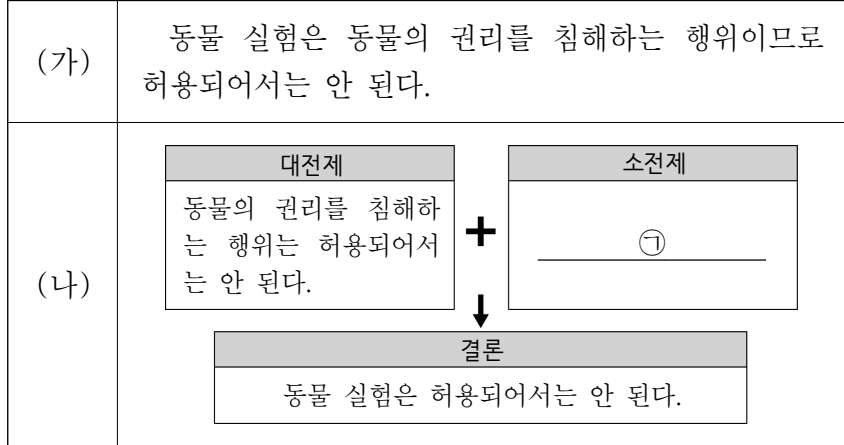 (가)
동물 실험은 동물의 권리를 침해하는 행위이므로
허용되어서는 안 된다.
(나)
대전제
동물의 권리를 침해하
는 행위는 허용되어서
는 안 된다.
+
소전제
㉠
결론
동물 실험은 허용되어서는 안 된다.